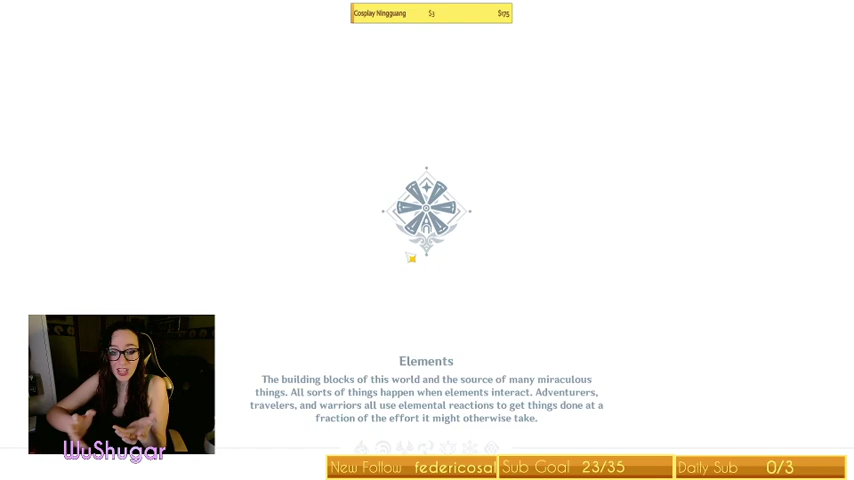 Cosplay Ningguang $3 $175
Elements
The building blocks of this world and the source of many miraculous
things. All sorts of things happen when elements interact. Adventurers,
travelers, and warriors all use elemental reactions to get things done at a
fraction of the effort it might otherwise take.
WuShugar
New Follow federicosal Sub Goal 23/35 Daily Sub 0/3